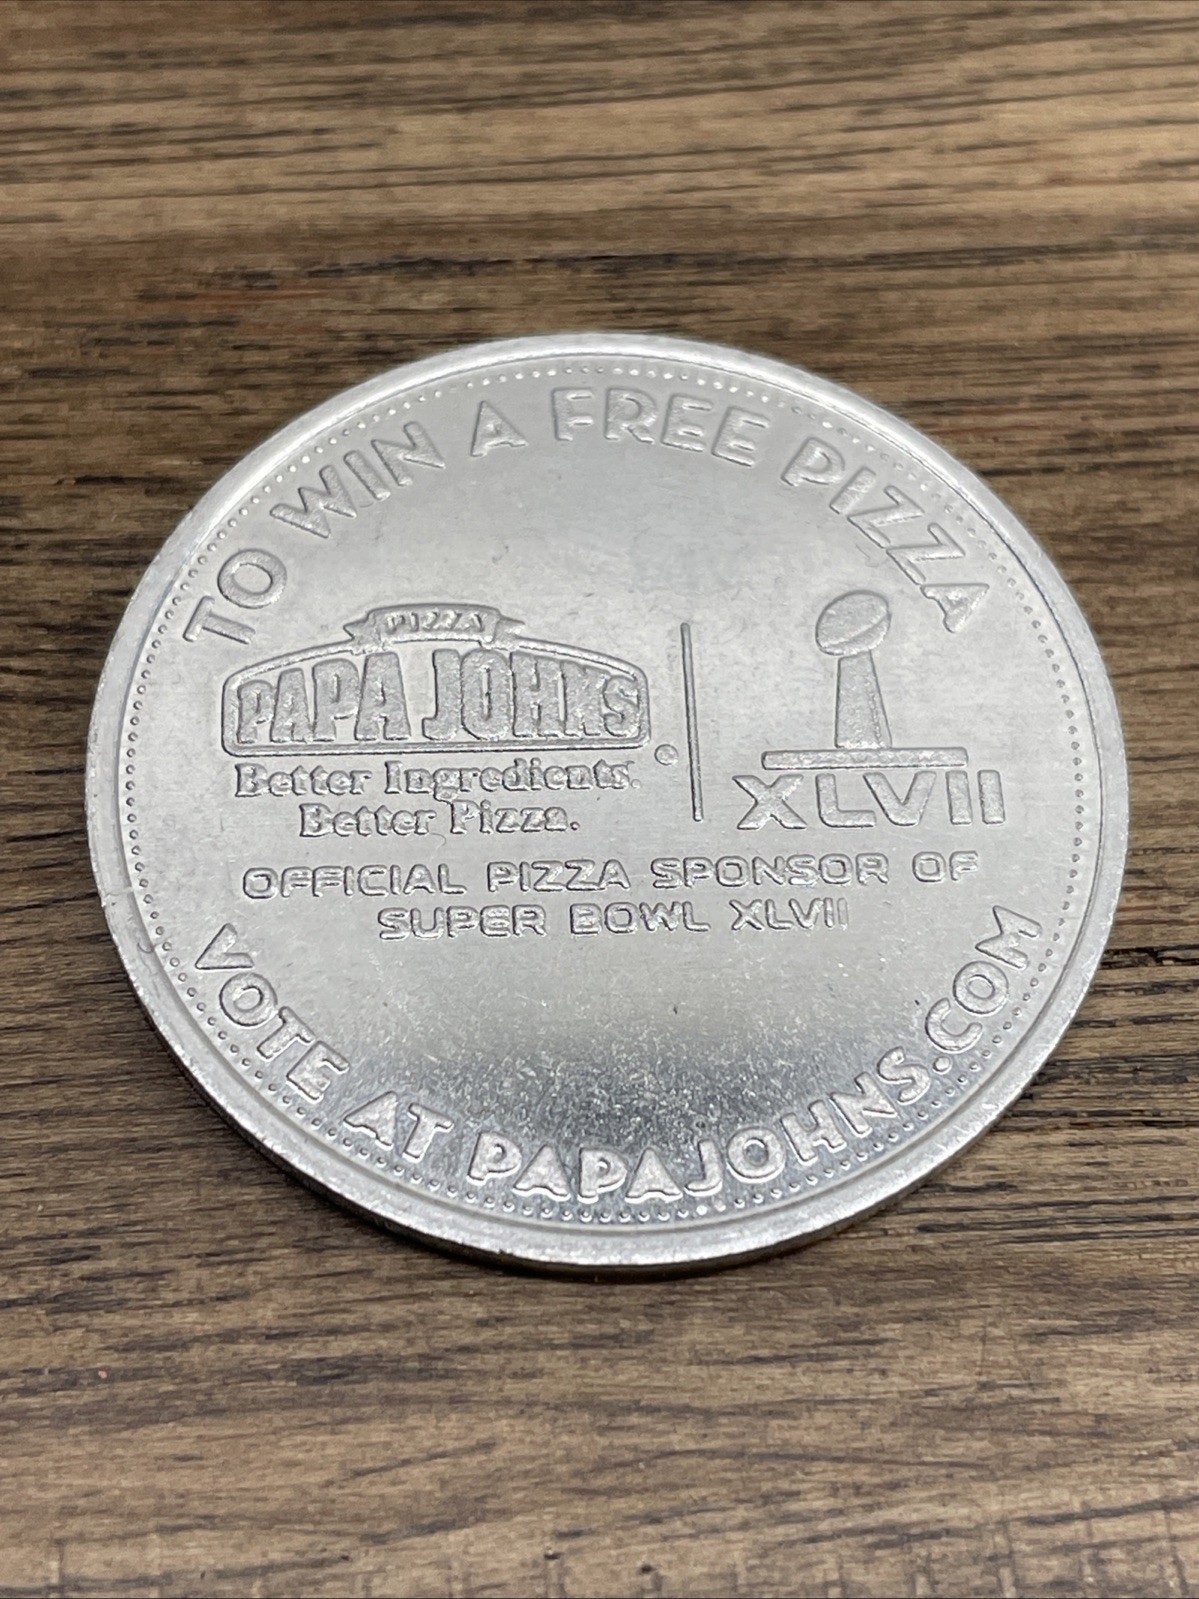 TO WIN A FREE PIZZA
PIZZA
PAPA JOHNS
Better Ingredients.
Better Pizza.
XLVII
OFFICIAL PIZZA SPONSOR OF
SUPER BOWL XLVII
VOTE AT PAPAJOHNS.COM